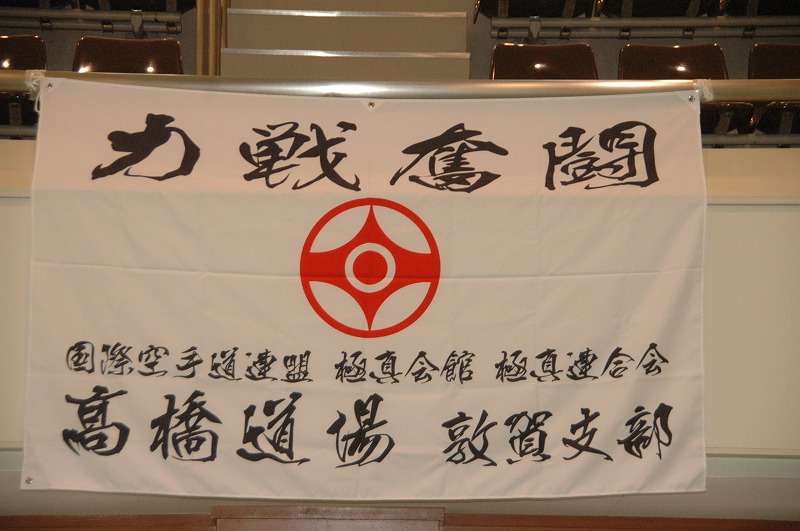 力戦奮闘
国際空手道連盟 極真会館 極真連合会
髙橋道場 敦賀支部